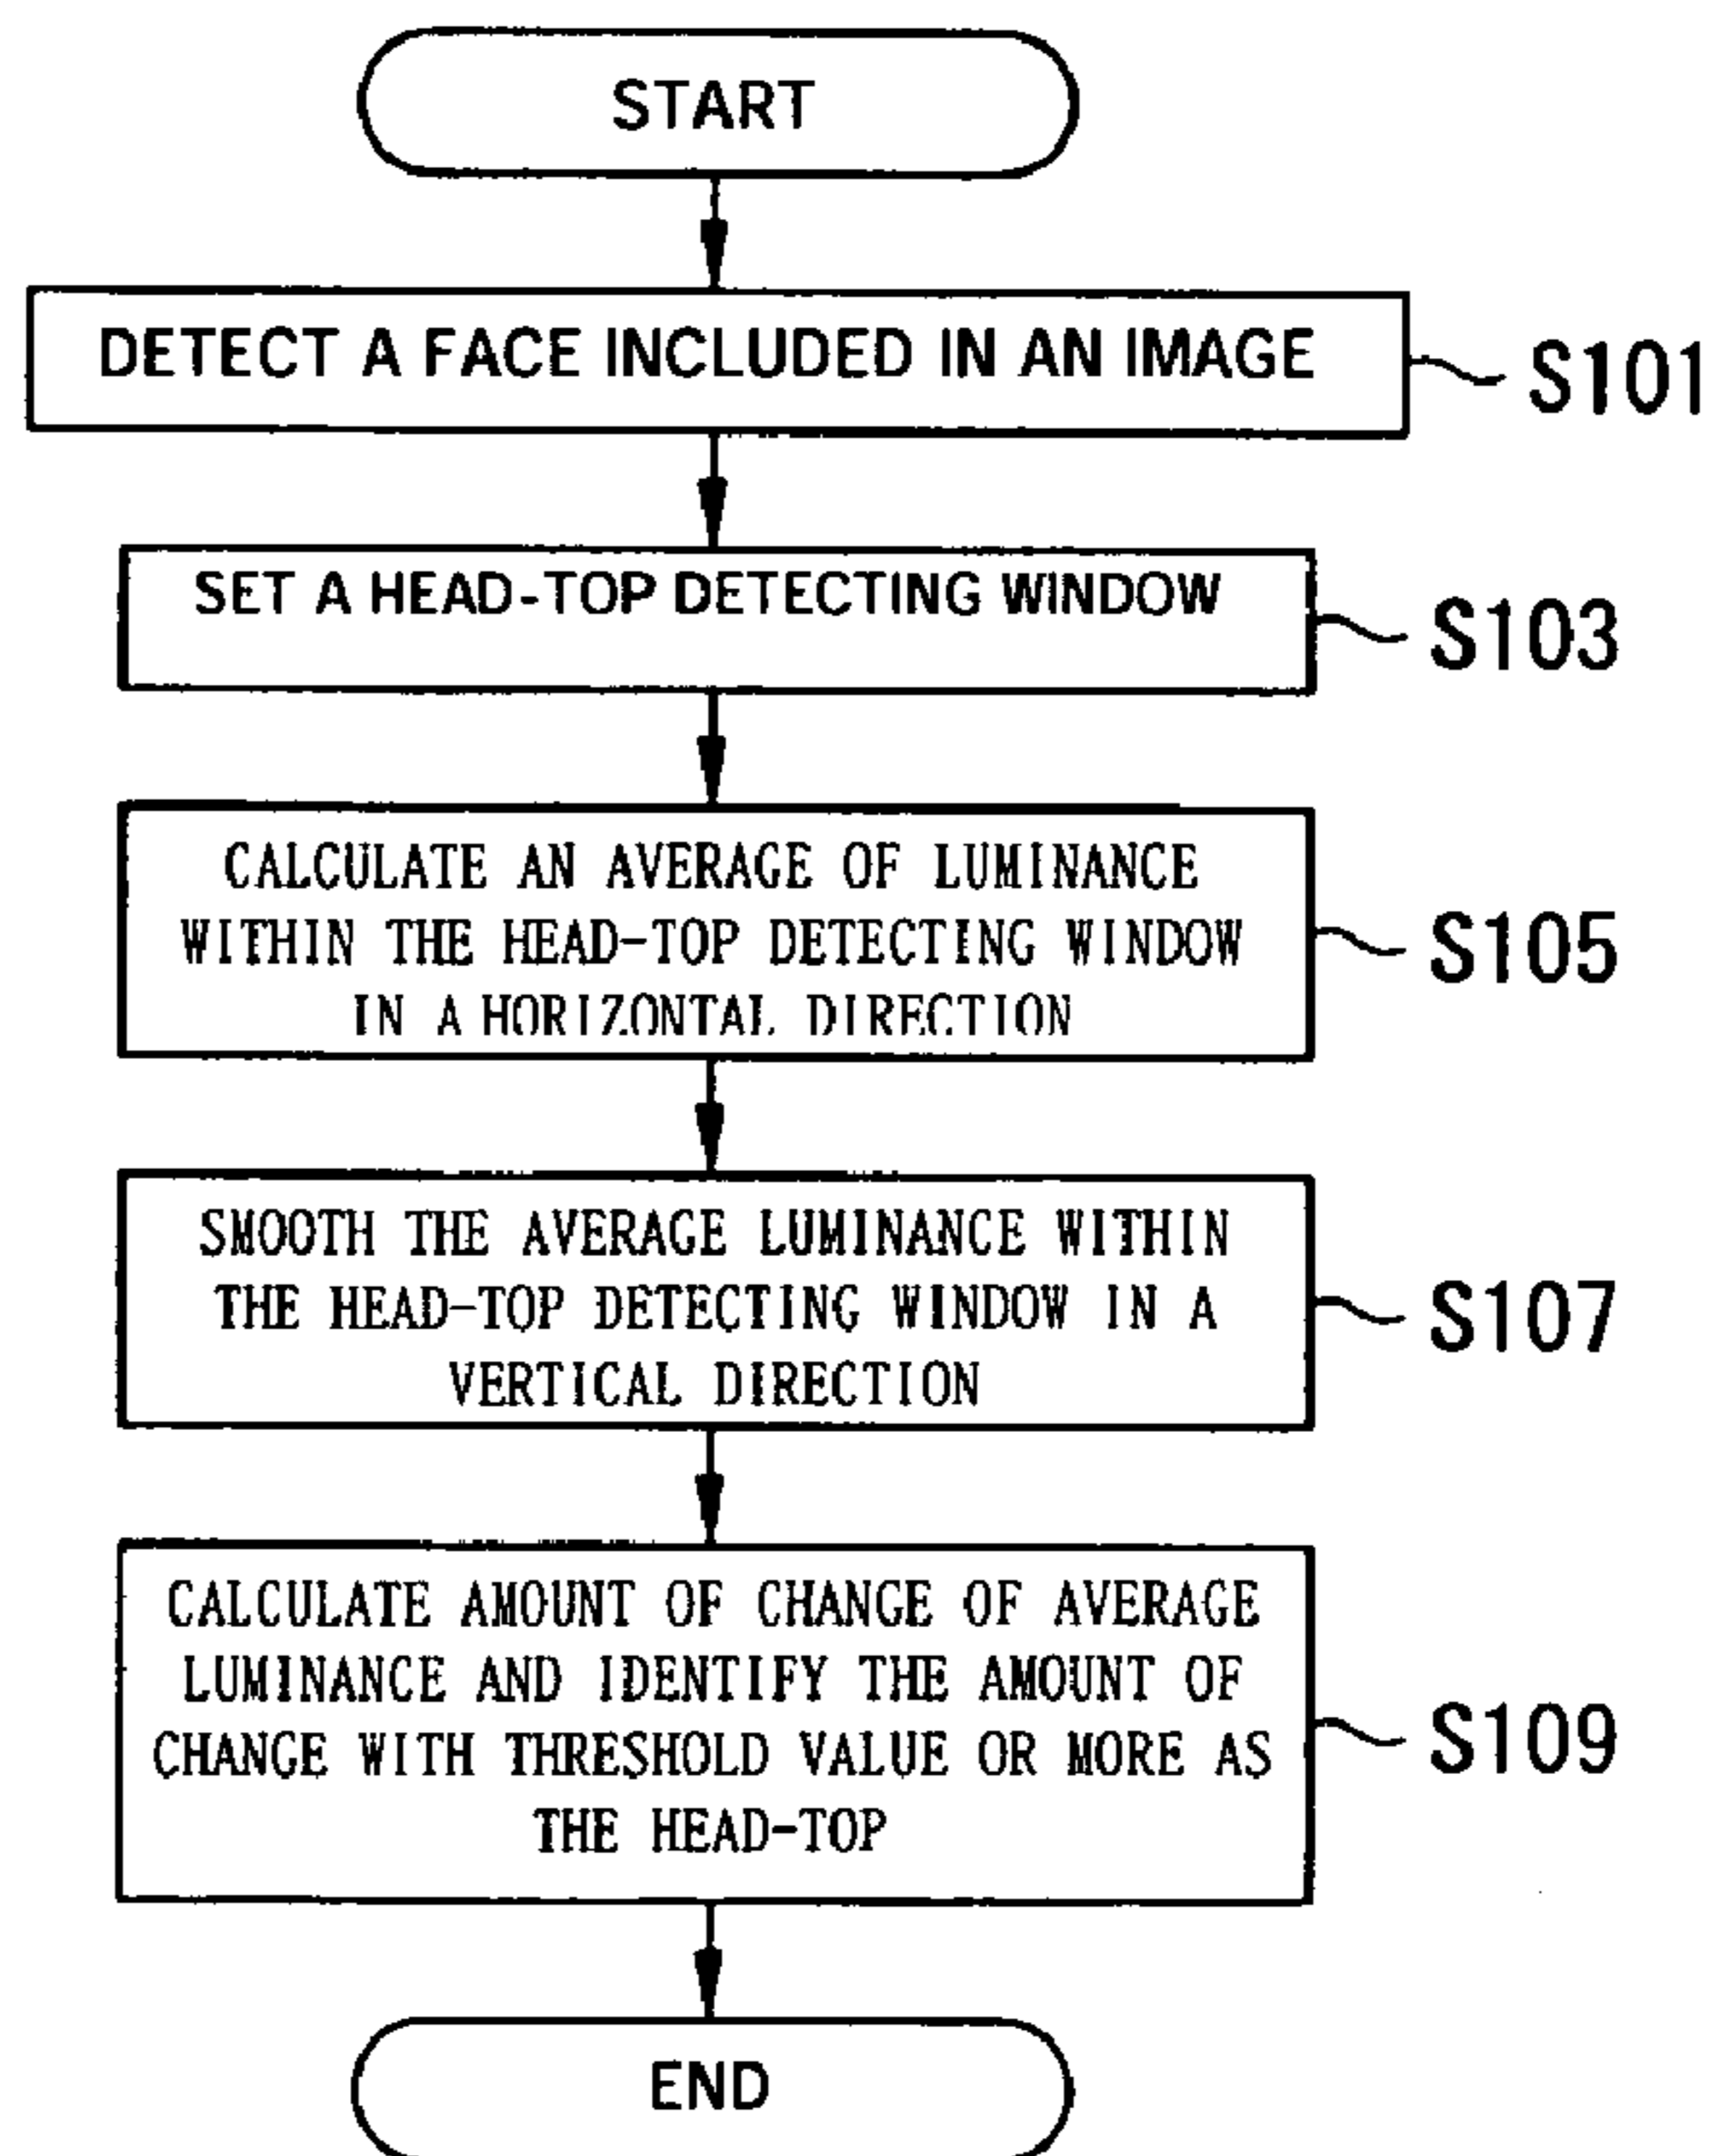 START
DETECT A FACE INCLUDED IN AN IMAGE
S101
SET A HEAD-TOP DETECTING WINDOW
S103
CALCULATE AN AVERAGE OF LUMINANCE
WITHIN THE HEAD-TOP DETECTING WINDOW
IN A HORIZONTAL DIRECTION
S105
SMOOTH THE AVERAGE LUMINANCE WITHIN
THE HEAD-TOP DETECTING WINDOW IN A
VERTICAL DIRECTION
S107
CALCULATE AMOUNT OF CHANGE OF AVERAGE
LUMINANCE AND IDENTIFY THE AMOUNT OF
CHANGE WITH THRESHOLD VALUE OR MORE AS
THE HEAD-TOP
S109
END